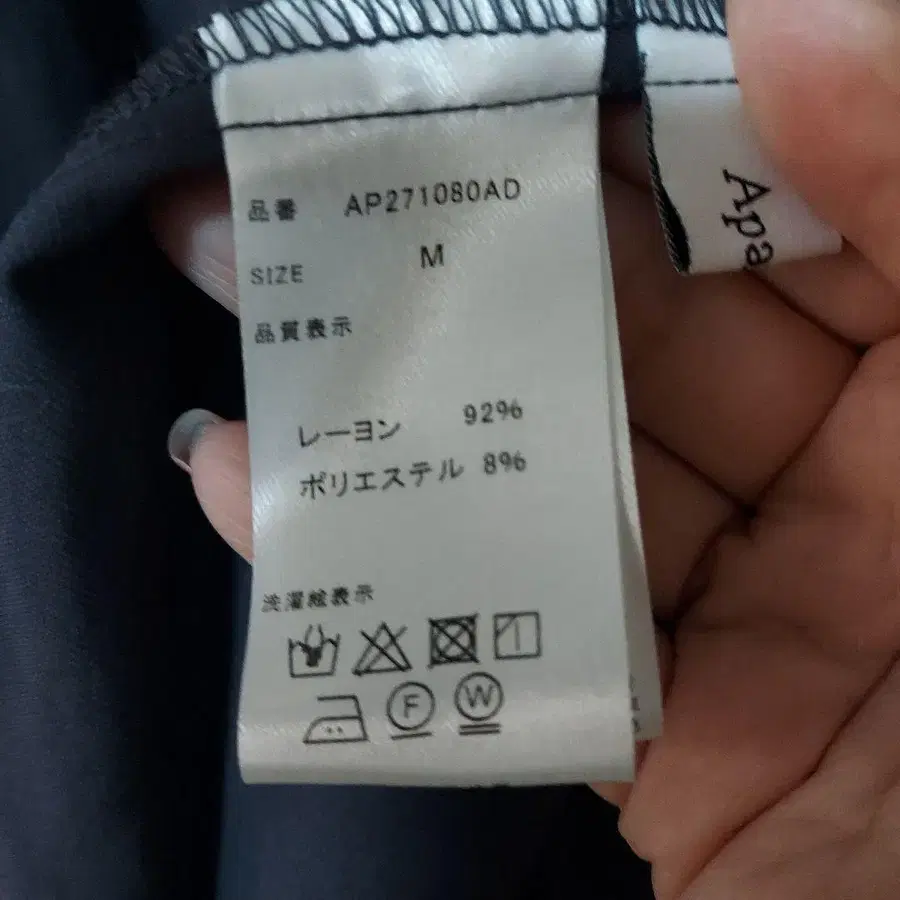 品番 AP271080AD
SIZE M
品質表示
レーヨン 92%
ポリエステル 8%
洗濯絵表示
F W
Apa